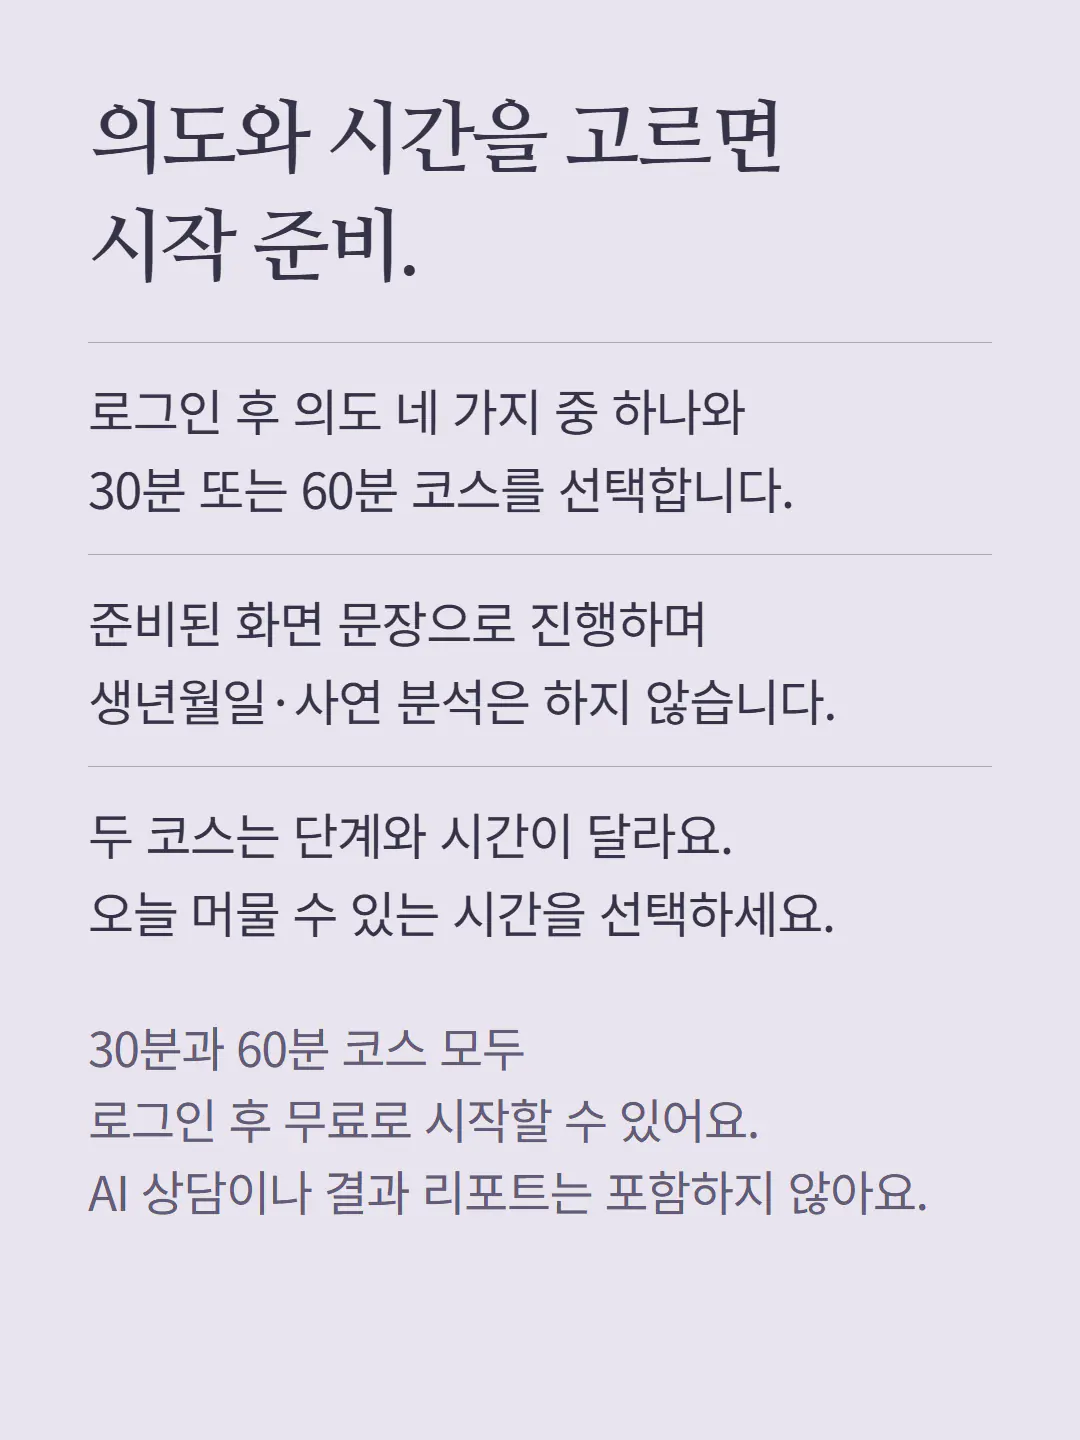 의도와 시간을 고르면
시작 준비.
로그인 후 의도 네 가지 중 하나와
30분 또는 60분 코스를 선택합니다.
준비된 화면 문장으로 진행하며
생년월일·사연 분석은 하지 않습니다.
두 코스는 단계와 시간이 달라요.
오늘 머물 수 있는 시간을 선택하세요.
30분과 60분 코스 모두
로그인 후 무료로 시작할 수 있어요.
AI 상담이나 결과 리포트는 포함하지 않아요.